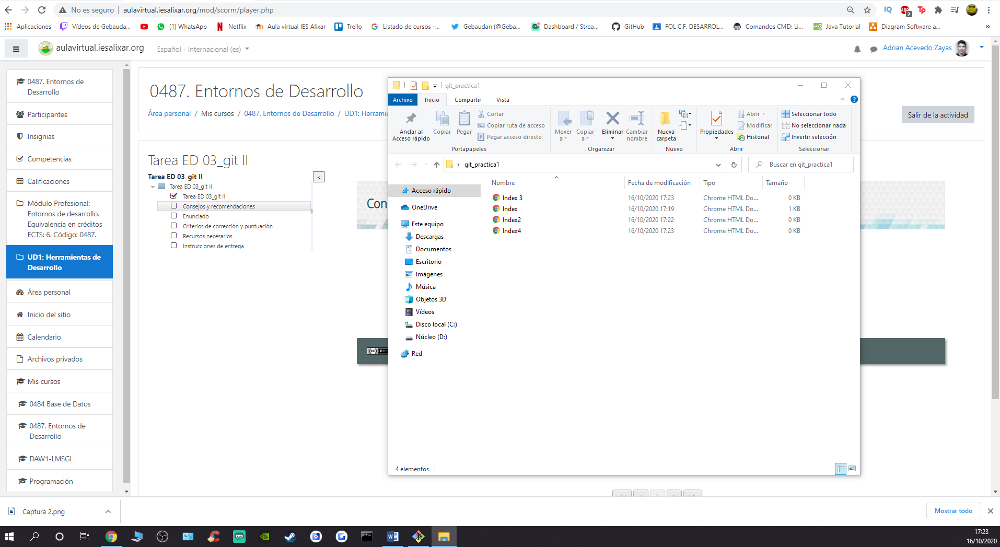 No es seguro | aulavirtual.iesalixar.org/mod/scorm/player.php
IQ
ABP
2
Tp
Aplicaciones
Vídeos de Gebauda...
(1) WhatsApp
Netflix
Aula virtual IES Alixar
Trello
Listado de cursos -...
Gebaudan (@Geba...
Dashboard / Strea...
GitHub
FOL C.F. DESARROL...
Comandos CMD: Li...
Java Tutorial
Diagram Software a...
»
aulavirtual.iesalixar.org
Español - Internacional (es)
Adrian Acevedo Zayas
0487. Entornos de
Desarrollo
Participantes
Insignias
Competencias
Calificaciones
Módulo Profesional:
Entornos de desarrollo.
Equivalencia en créditos
ECTS: 6. Código: 0487.
UD1: Herramientas de
Desarrollo
Área personal
Inicio del sitio
Calendario
Archivos privados
Mis cursos
0484 Base de Datos
0487. Entornos de
Desarrollo
DAW1-LMSGI
Programación
0487. Entornos de Desarrollo
Área personal / Mis cursos / 0487. Entornos de Desarrollo / UD1: Herramie
Salir de la actividad
Tarea ED 03_git II
Tarea ED 03_git II
<
Tarea ED 03_git II
Tarea ED 03_git II
Consejos y recomendaciones
Enunciado
Criterios de corrección y puntuación
Recursos necesarios
Instrucciones de entrega
Con
(cc) BY-
git_practica1
Archivo
Inicio
Compartir
Vista
Anclar al
Acceso rápido
Copiar
Pegar
Cortar
Copiar ruta de acceso
Pegar acceso directo
Portapapeles
Mover
a
Copiar
a
Eliminar
Cambiar
nombre
Organizar
Nueva
carpeta
Nuevo
Propiedades
Abrir
Modificar
Historial
Abrir
Seleccionar todo
No seleccionar nada
Invertir selección
Seleccionar
git_practica1
Buscar en git_practica1
Acceso rápido
OneDrive
Este equipo
Descargas
Documentos
Escritorio
Imágenes
Música
Objetos 3D
Vídeos
Disco local (C:)
Núcleo (D:)
Red
Nombre Fecha de modificación Tipo Tamaño
Index 3 16/10/2020 17:23 Chrome HTML Do... 0 KB
Index 16/10/2020 17:19 Chrome HTML Do... 1 KB
Index2 16/10/2020 17:22 Chrome HTML Do... 0 KB
Index4 16/10/2020 17:23 Chrome HTML Do... 0 KB
4 elementos
Captura 2.png
Mostrar todo
17:23
16/10/2020